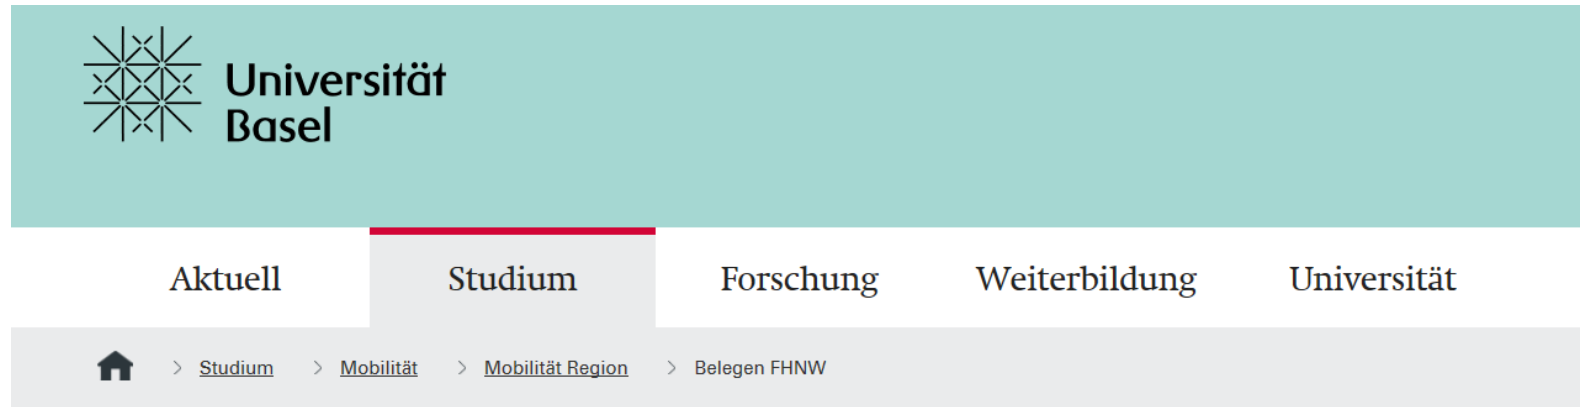 Universität
Basel
Aktuell Studium Forschung Weiterbildung Universität
> Studium > Mobilität > Mobilität Region > Belegen FHNW